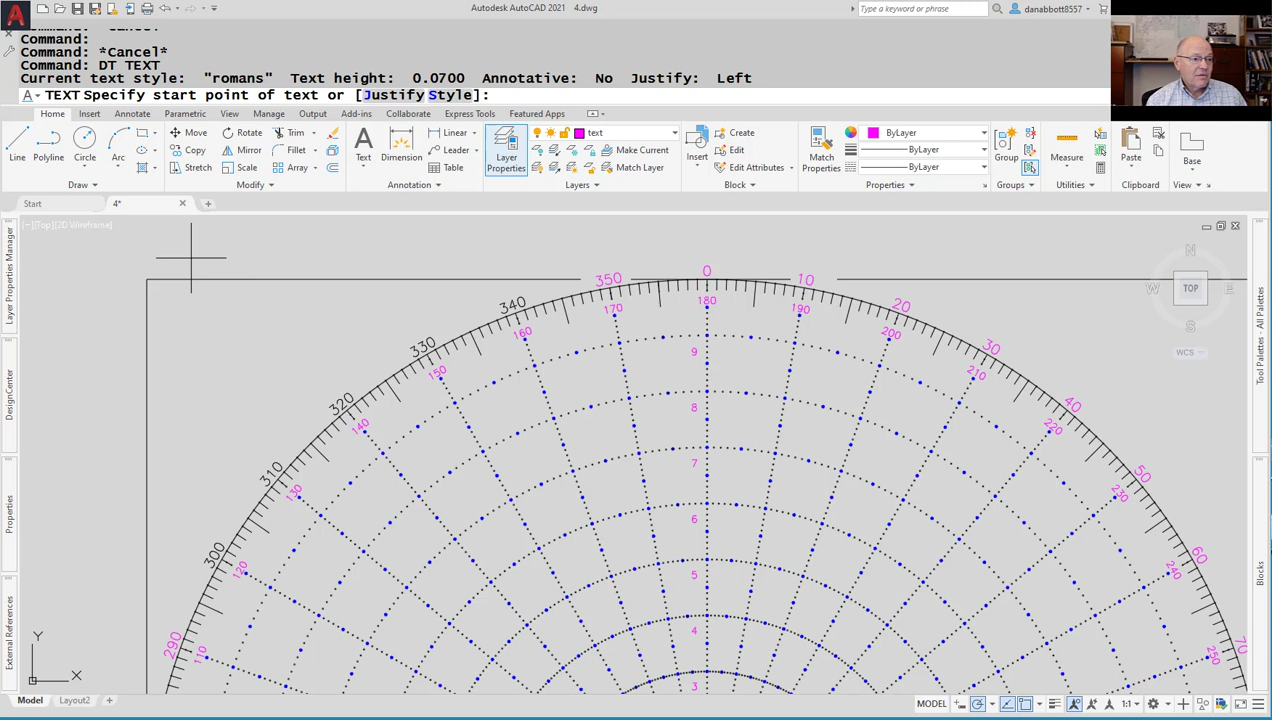 Autodesk AutoCAD 2021 4.dwg
Type a keyword or phrase
danabbott8557
Command:
Command: *Cancel*
Command: DT TEXT
Current text style: "romans" Text height: 0.0700 Annotative: No Justify: Left
TEXT Specify start point of text or [Justify Style]:
Home Insert Annotate Parametric View Manage Output Add-ins Collaborate Express Tools Featured Apps
Line Polyline Circle Arc
Move Rotate Trim
Copy Mirror Fillet
Stretch Scale Array
Text Dimension
Linear
Leader
Table
Layer Properties
text
Make Current
Match Layer
Insert
Create
Edit
Edit Attributes
Match Properties
ByLayer
ByLayer
ByLayer
Group
Measure
Paste
Base
Draw Modify Annotation Layers Block Properties Groups Utilities Clipboard View
Start 4*
[−][Top][2D Wireframe]
N
W TOP E
S
WCS
Layer Properties Manager
DesignCenter
Properties
External References
Tool Palettes - All Palettes
Blocks
350 0 10
340 170 180 190 20
330 160 200 30
150 9 210
320 8 40
140 220
310 7 50
130 230
300 6 60
120 5 240
290 4 70
110 250
3
Y
X
Model Layout2
MODEL 1:1